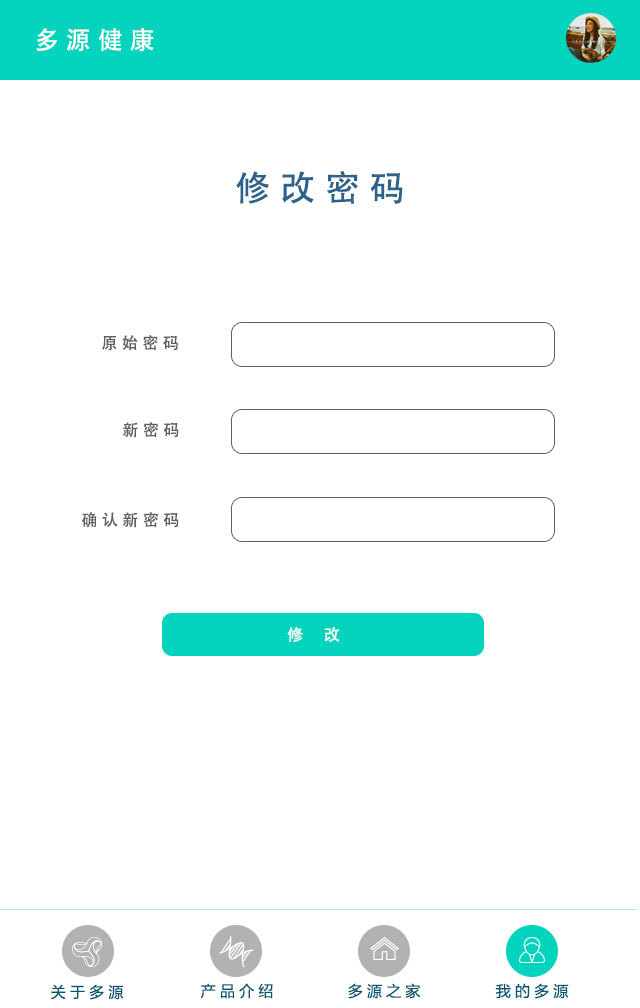 多源健康
修改密码
原始密码
新密码
确认新密码
修 改
关于多源 产品介绍 多源之家 我的多源